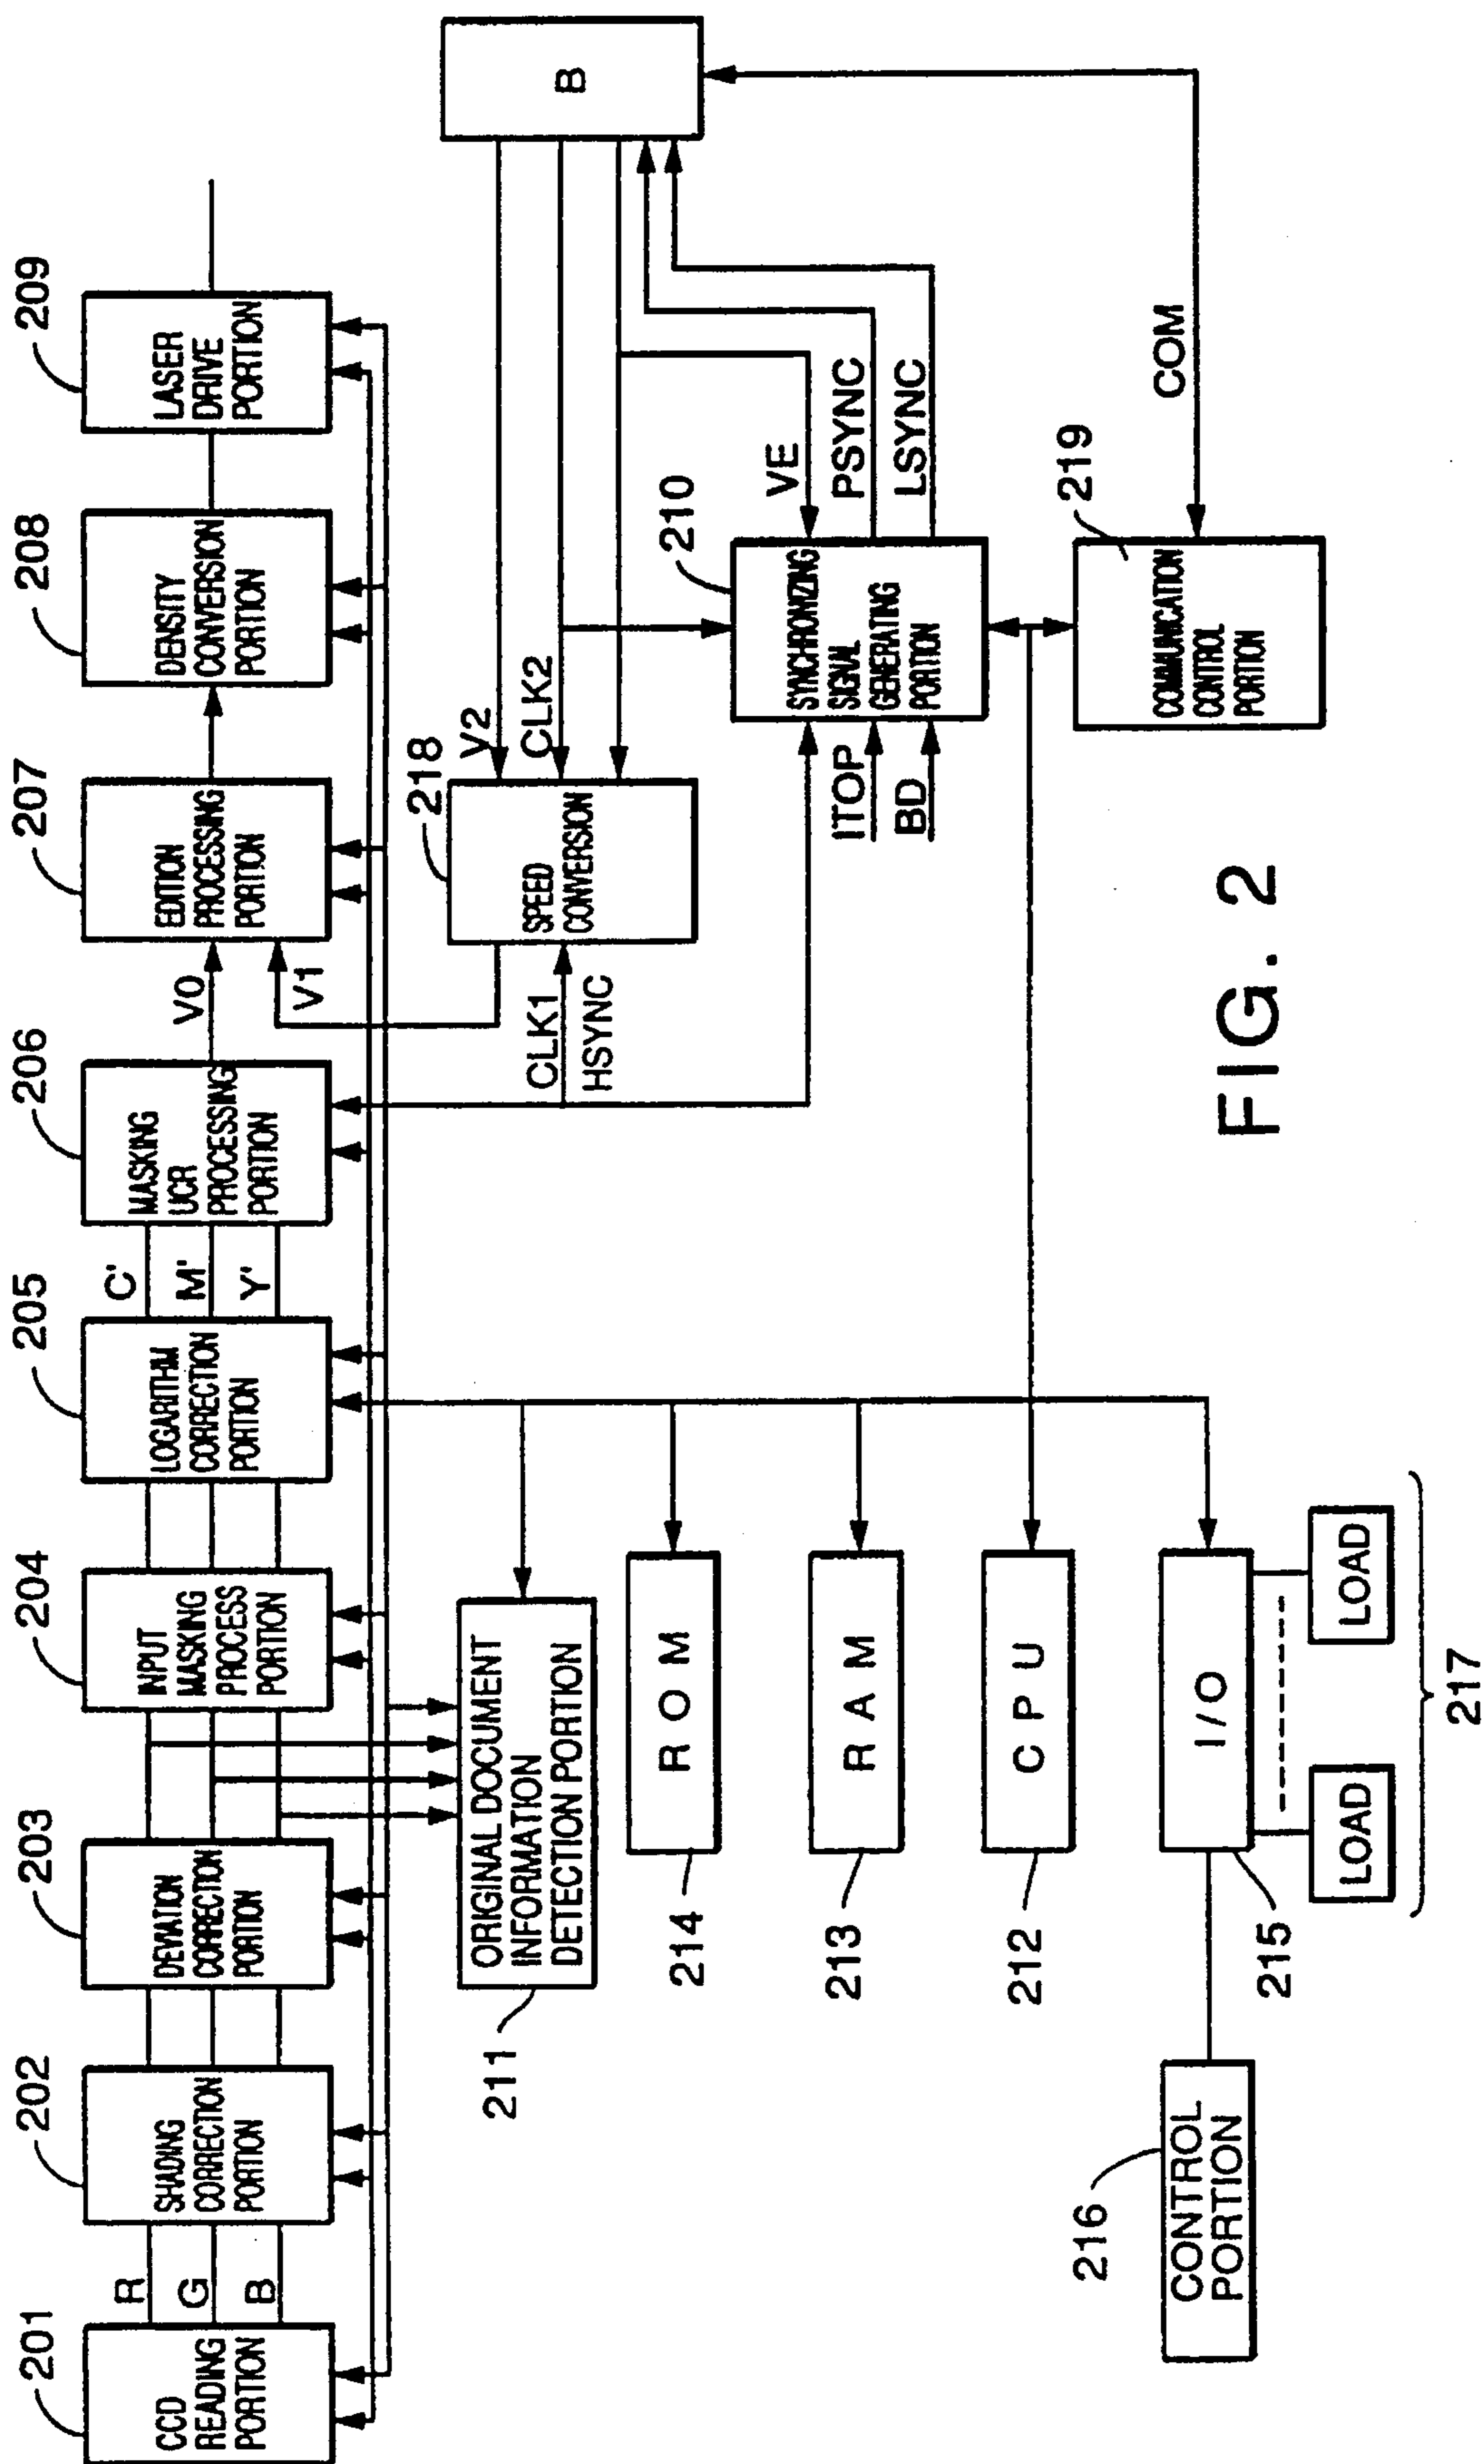 201
CCD
READING
PORTION
R
G
B
202
SHADING
CORRECTION
PORTION
203
DEVIATION
CORRECTION
PORTION
204
INPUT
MASKING
PROCESS
PORTION
205
LOGARITHM
CORRECTION
PORTION
C'
M'
Y'
206
MASKING
UCR
PROCESSING
PORTION
V0
V1
207
EDITION
PROCESSING
PORTION
208
DENSITY
CONVERSION
PORTION
209
LASER
DRIVE
PORTION
211
ORIGINAL DOCUMENT
INFORMATION
DETECTION PORTION
CLK1
HSYNC
218
SPEED
CONVERSION
V2
CLK2
B
214
ROM
213
RAM
212
CPU
ITOP
BD
210
SYNCHRONIZING
SIGNAL
GENERATING
PORTION
VE
PSYNC
LSYNC
216
CONTROL
PORTION
215
I/O
LOAD
LOAD
217
219
COMMUNICATION
CONTROL
PORTION
COM
FIG. 2